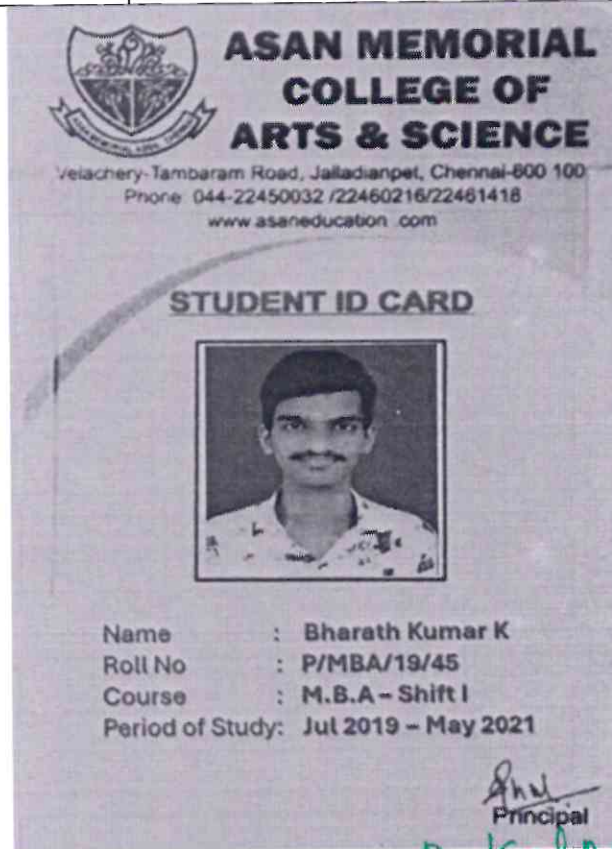 ASAN MEMORIAL
COLLEGE OF
ARTS & SCIENCE
Velachery-Tambaram Road, Jalladianpet, Chennai-600 100
Phone 044-22450032 /22460216/22461418
www.asaneducation .com
STUDENT ID CARD
Name : Bharath Kumar K
Roll No : P/MBA/19/45
Course : M.B.A – Shift I
Period of Study: Jul 2019 – May 2021
Principal